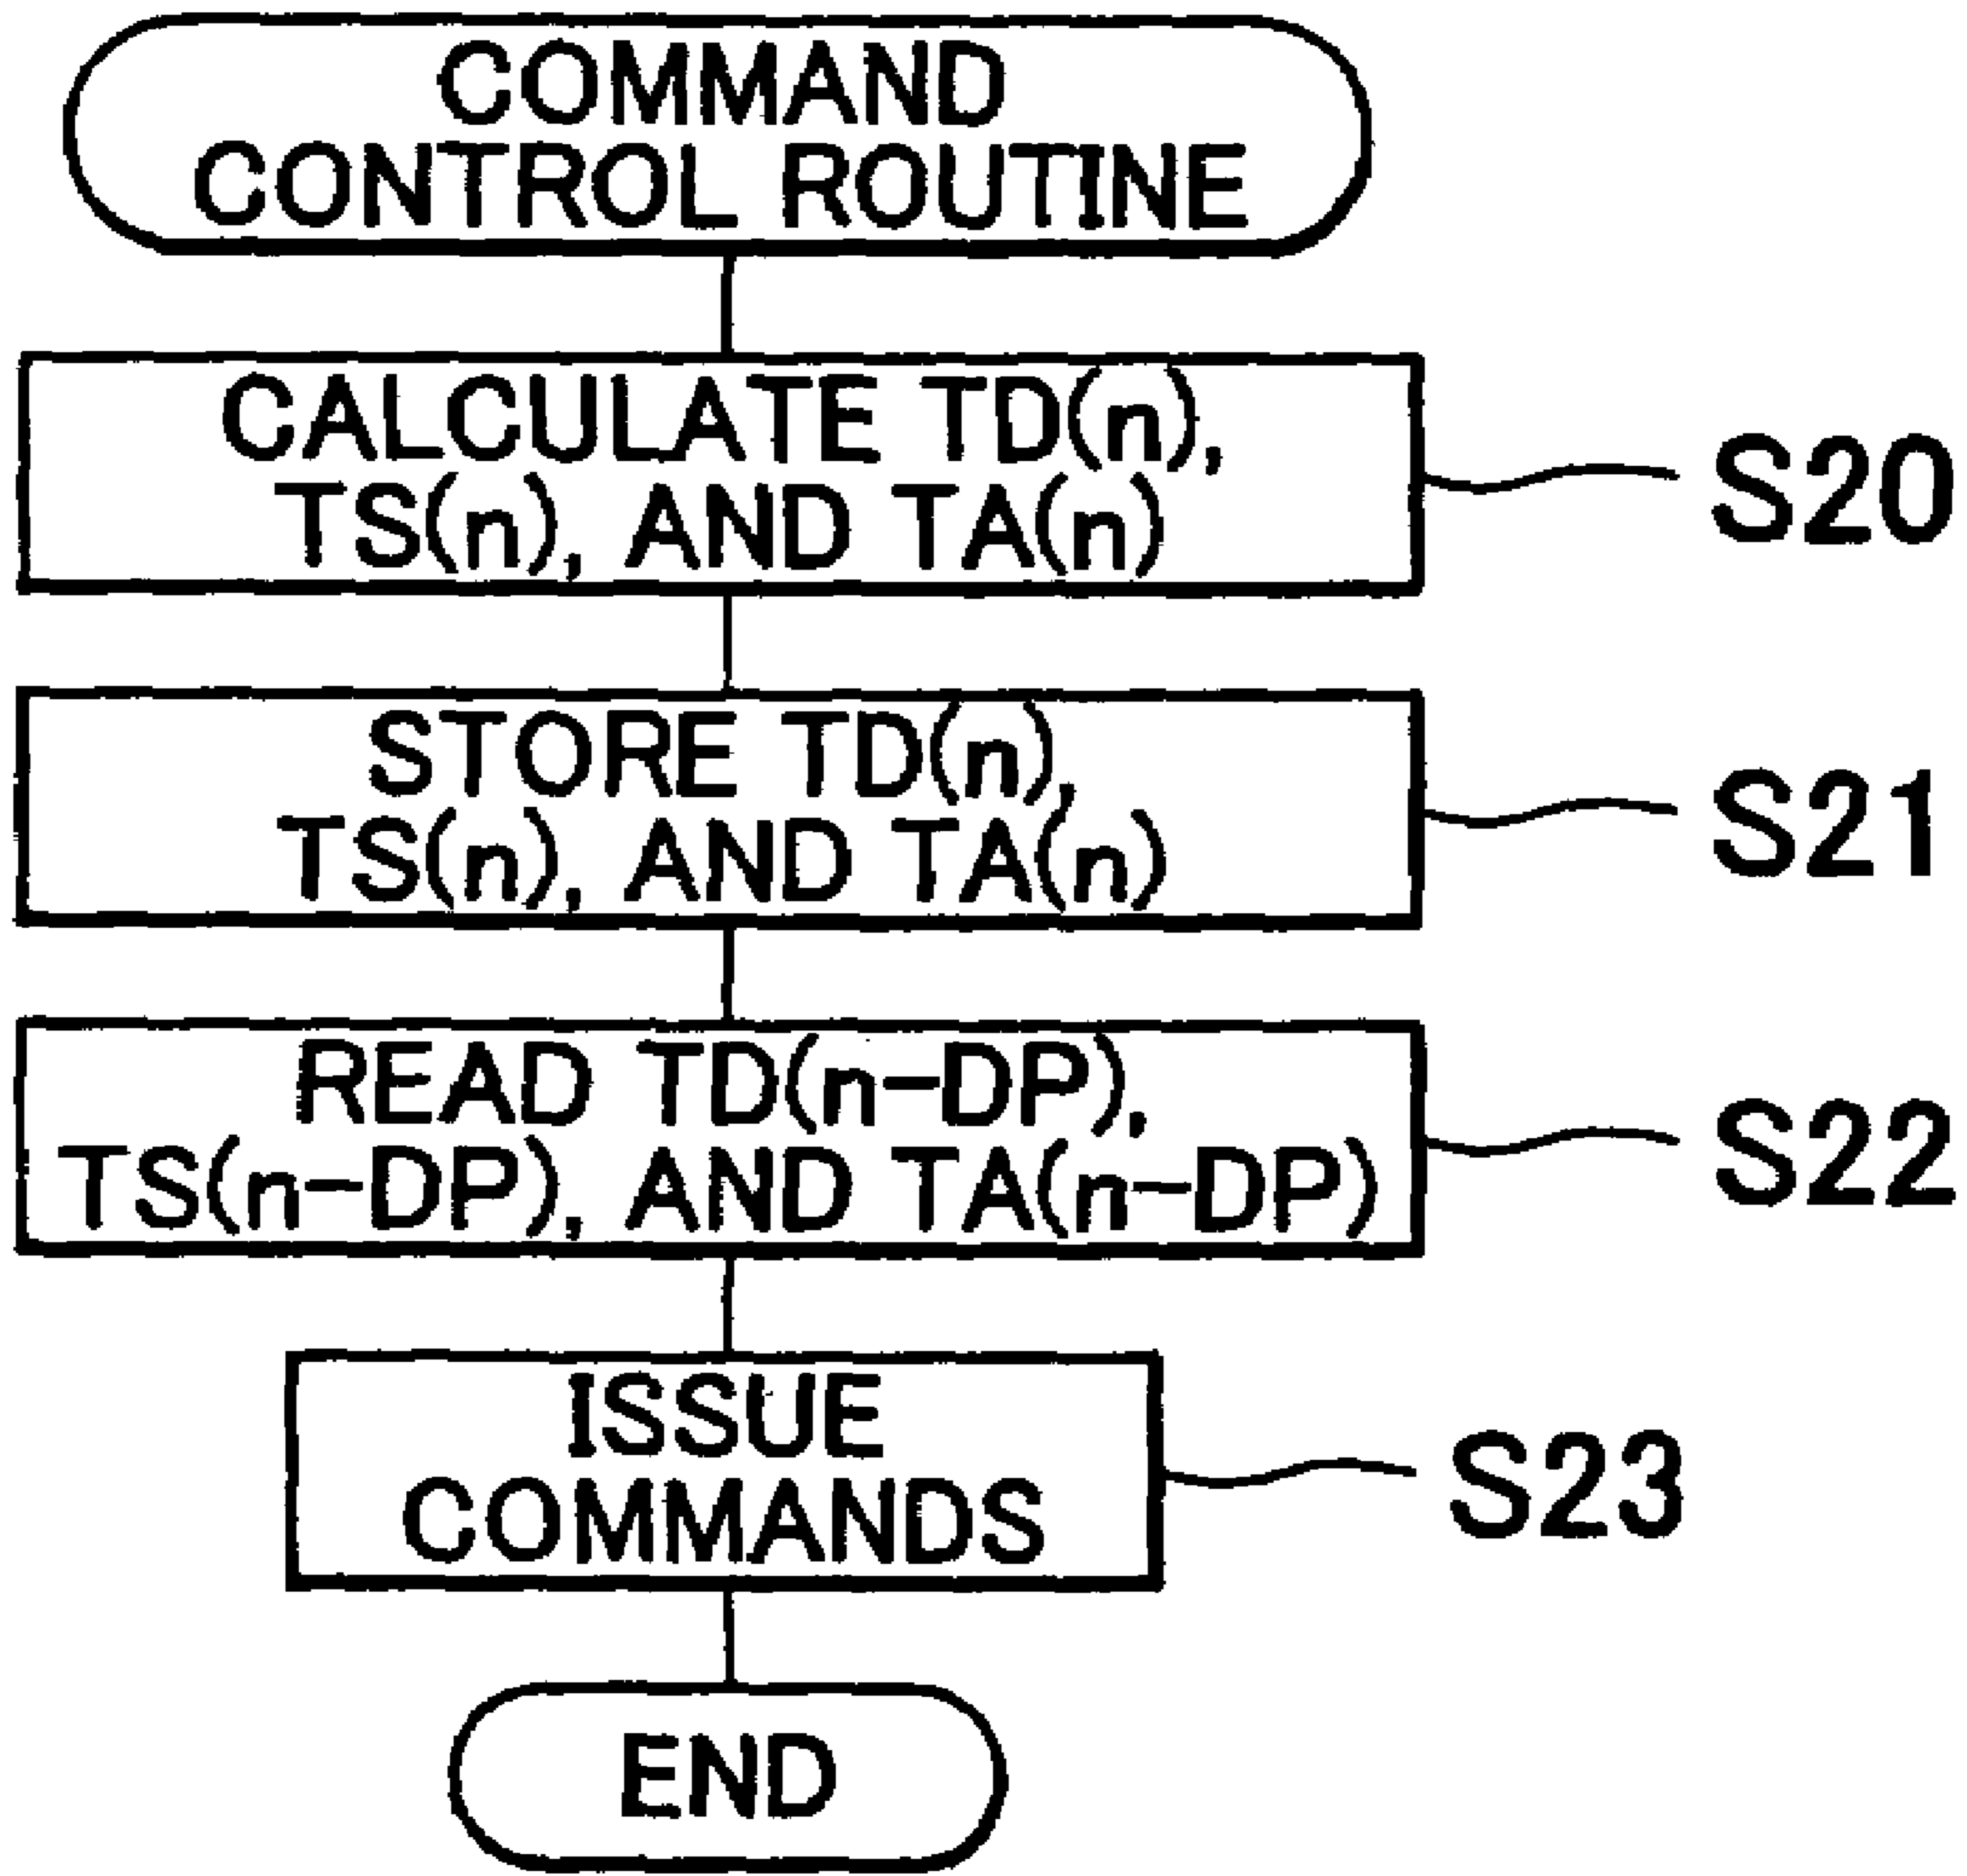 COMMAND
CONTROL ROUTINE
CALCULATE TD(n),
TS(n), AND TA(n)
S20
STORE TD(n),
TS(n), AND TA(n)
S21
READ TD(n-DP),
TS(n-DP), AND TA(n-DP)
S22
ISSUE
COMMANDS
S23
END